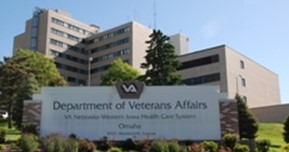 VA
Department of Veterans Affairs
VA Nebraska-Western Iowa Health Care System
Omaha